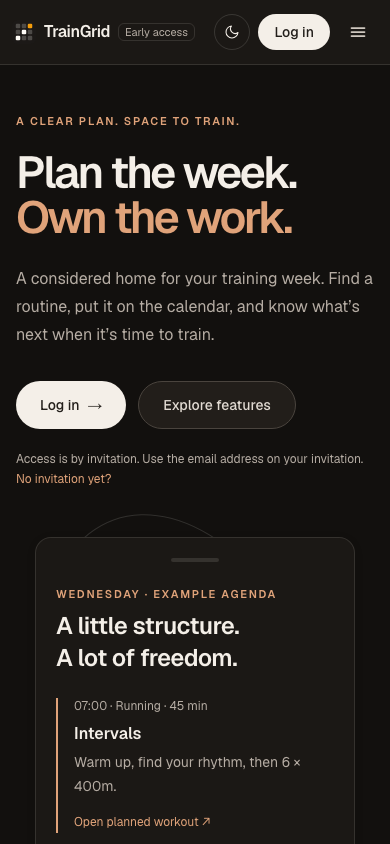 TrainGrid Early access Log in
A CLEAR PLAN. SPACE TO TRAIN.
Plan the week.
Own the work.
A considered home for your training week. Find a
routine, put it on the calendar, and know what’s
next when it’s time to train.
Log in → Explore features
Access is by invitation. Use the email address on your invitation.
No invitation yet?
WEDNESDAY · EXAMPLE AGENDA
A little structure.
A lot of freedom.
07:00 · Running · 45 min
Intervals
Warm up, find your rhythm, then 6 ×
400m.
Open planned workout ↗